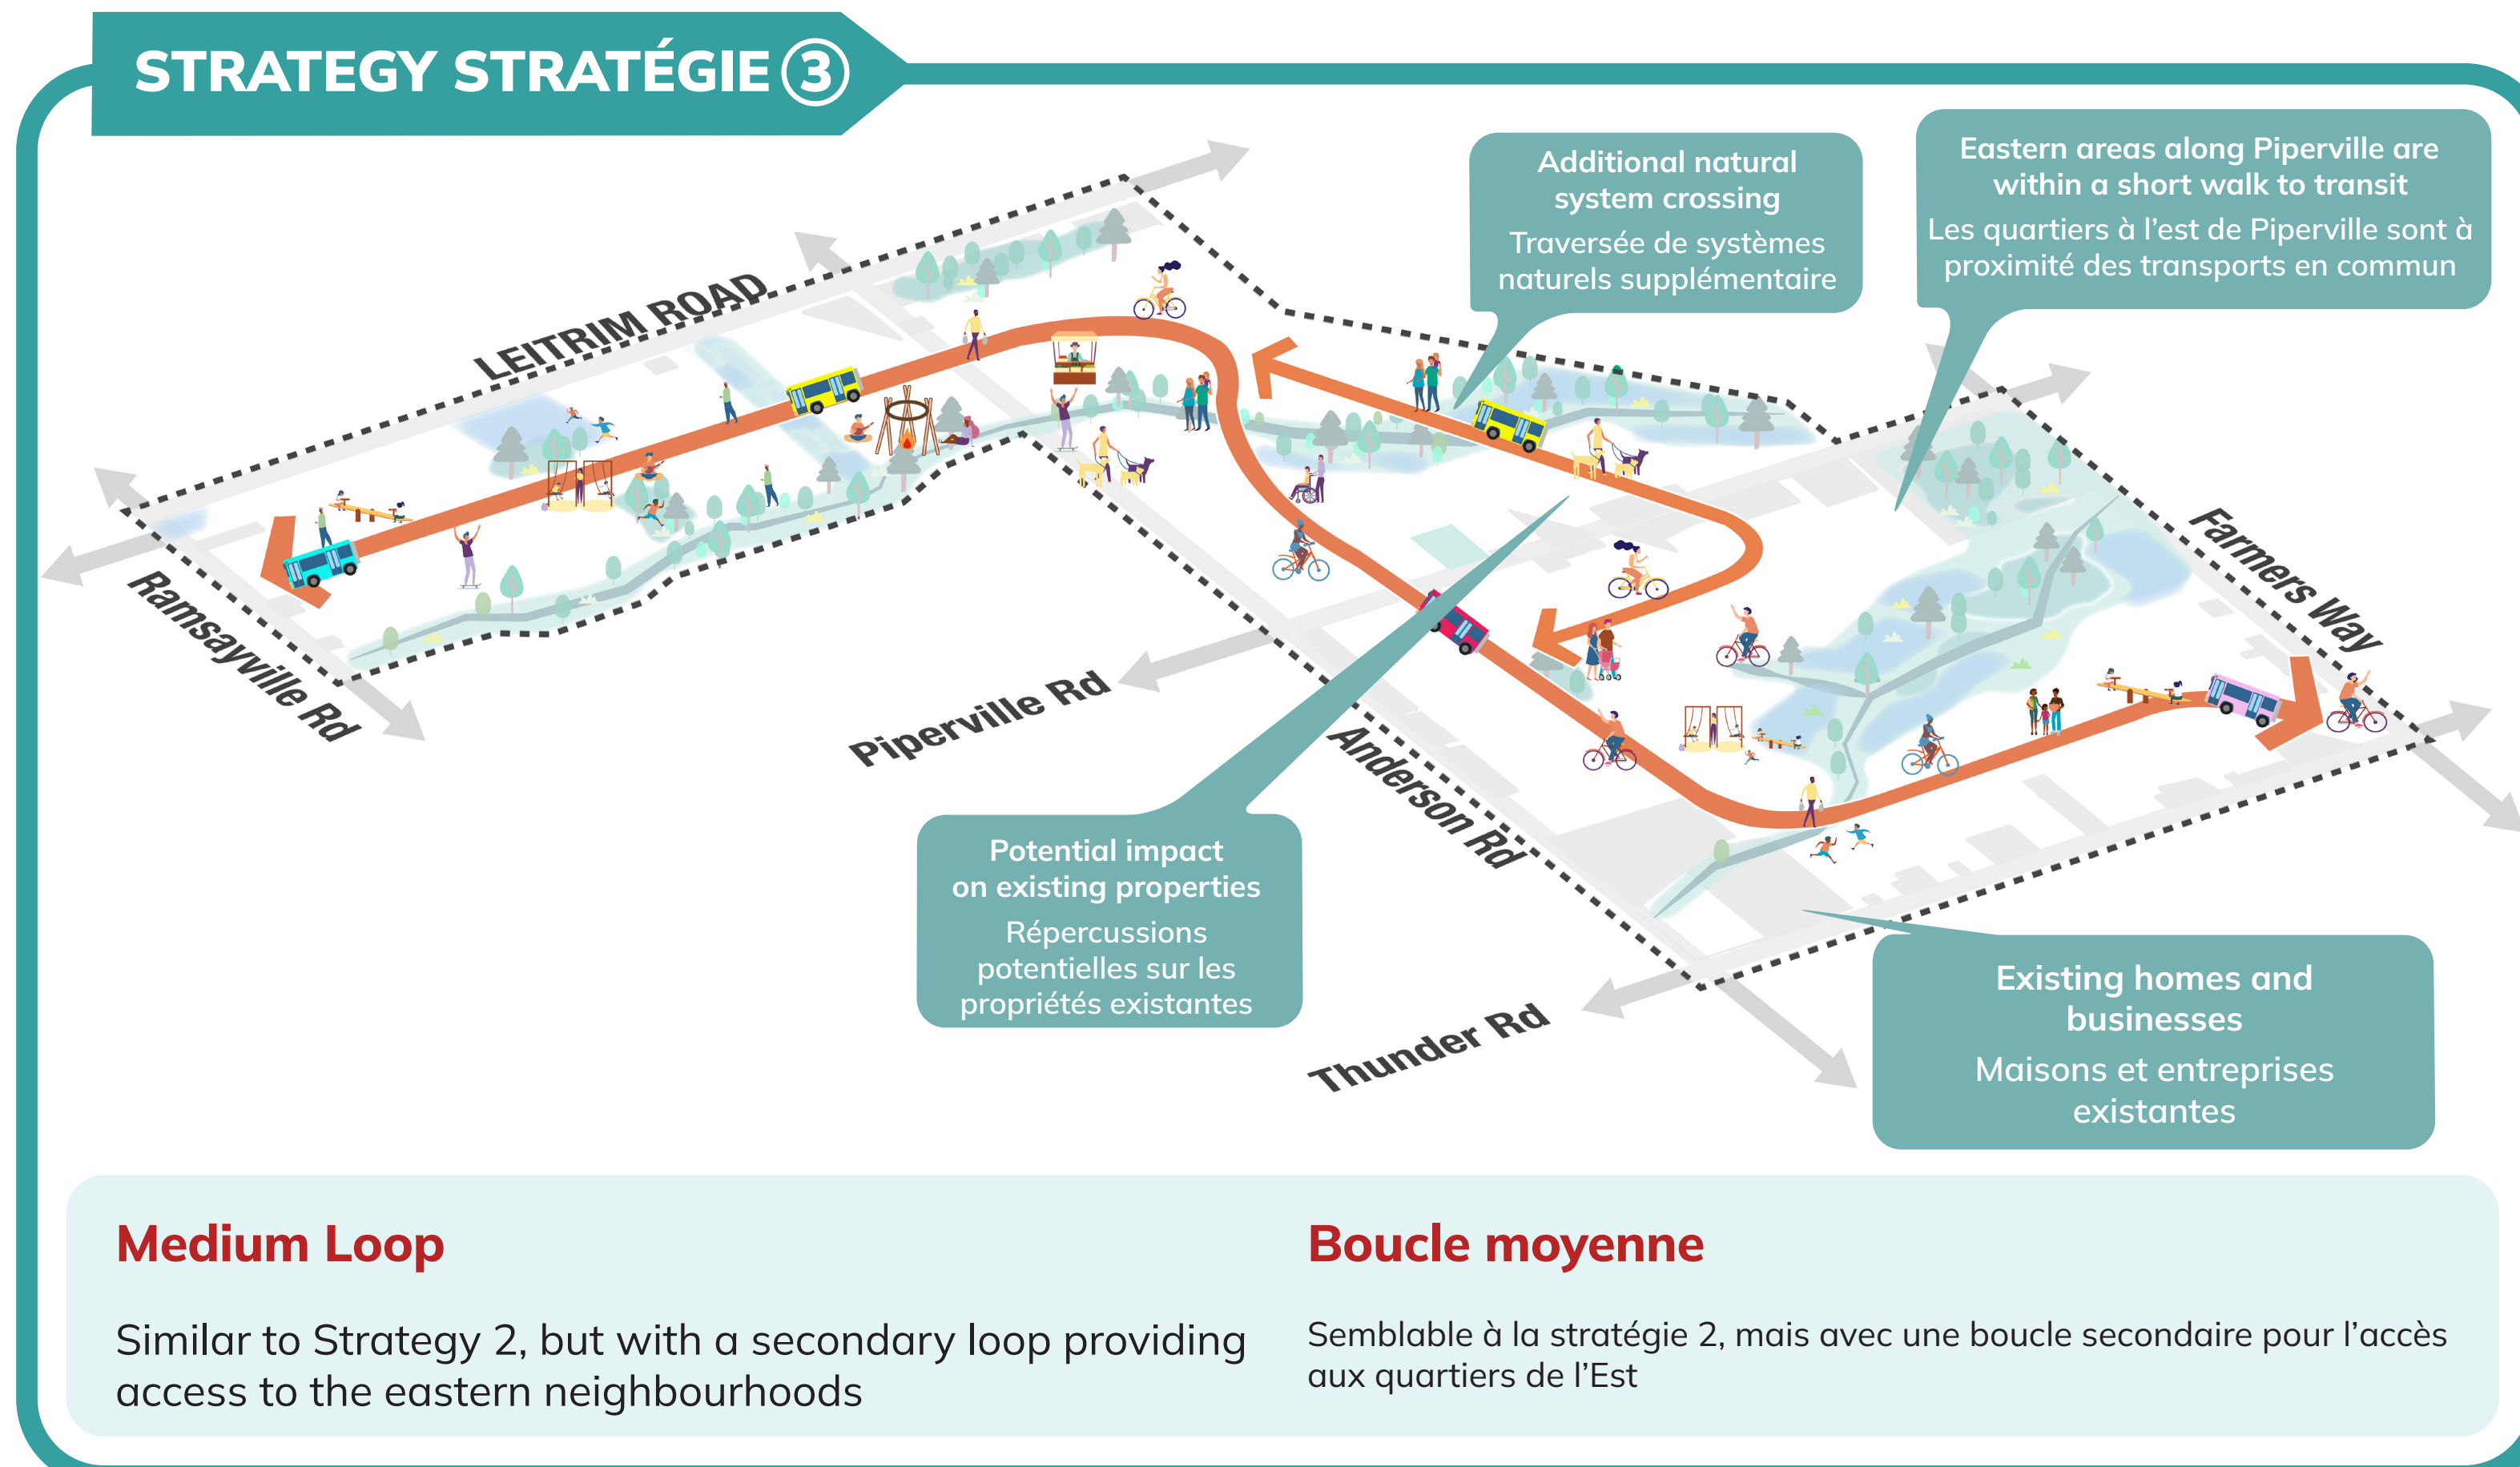 STRATEGY STRATÉGIE 3
Additional natural
system crossing
Traversée de systèmes
naturels supplémentaire
Eastern areas along Piperville are
within a short walk to transit
Les quartiers à l’est de Piperville sont à
proximité des transports en commun
LEITRIM ROAD
Ramsayville Rd
Piperville Rd
Anderson Rd
Farmers Way
Thunder Rd
Potential impact
on existing properties
Répercussions
potentielles sur les
propriétés existantes
Existing homes and
businesses
Maisons et entreprises
existantes
Medium Loop
Similar to Strategy 2, but with a secondary loop providing
access to the eastern neighbourhoods
Boucle moyenne
Semblable à la stratégie 2, mais avec une boucle secondaire pour l’accès
aux quartiers de l’Est